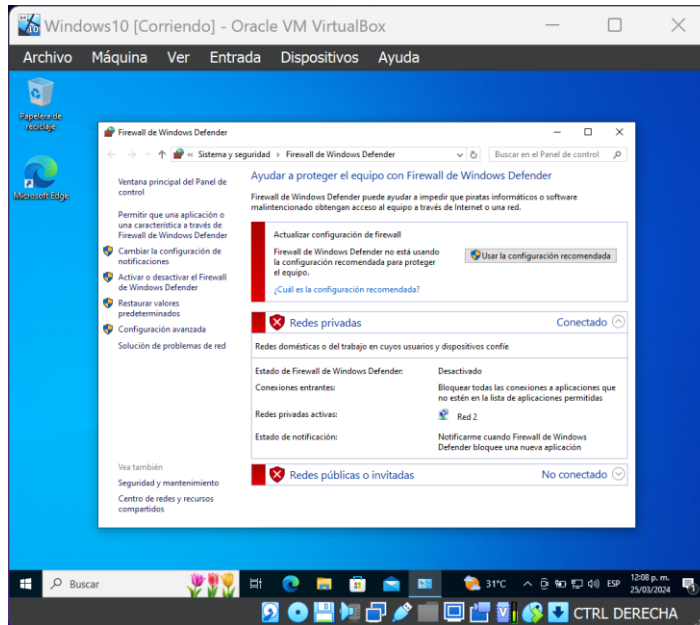 Windows10 [Corriendo] - Oracle VM VirtualBox
Archivo Máquina Ver Entrada Dispositivos Ayuda
Papelera de
reciclaje
Microsoft Edge
Firewall de Windows Defender
« Sistema y seguridad › Firewall de Windows Defender
Buscar en el Panel de control
Ventana principal del Panel de
control
Permitir que una aplicación o
una característica a través de
Firewall de Windows Defender
Cambiar la configuración de
notificaciones
Activar o desactivar el Firewall
de Windows Defender
Restaurar valores
predeterminados
Configuración avanzada
Solución de problemas de red
Vea también
Seguridad y mantenimiento
Centro de redes y recursos
compartidos
Ayudar a proteger el equipo con Firewall de Windows Defender
Firewall de Windows Defender puede ayudar a impedir que piratas informáticos o software
malintencionado obtengan acceso al equipo a través de Internet o una red.
Actualizar configuración de
firewall
Firewall de Windows Defender no está usando
la configuración recomendada para proteger
el equipo.
¿Cuál es la configuración recomendada?
Usar la configuración recomendada
Redes privadas Conectado
Redes domésticas o del trabajo en cuyos usuarios y dispositivos confíe
Estado de Firewall de Windows Defender: Desactivado
Conexiones entrantes: Bloquear todas las conexiones a aplicaciones que
no estén en la lista de aplicaciones permitidas
Redes privadas activas: Red 2
Estado de notificación: Notificarme cuando Firewall de Windows
Defender bloquee una nueva aplicación
Redes públicas o invitadas No conectado
Buscar
31°C
ESP
12:08 p. m.
25/03/2024
CTRL DERECHA